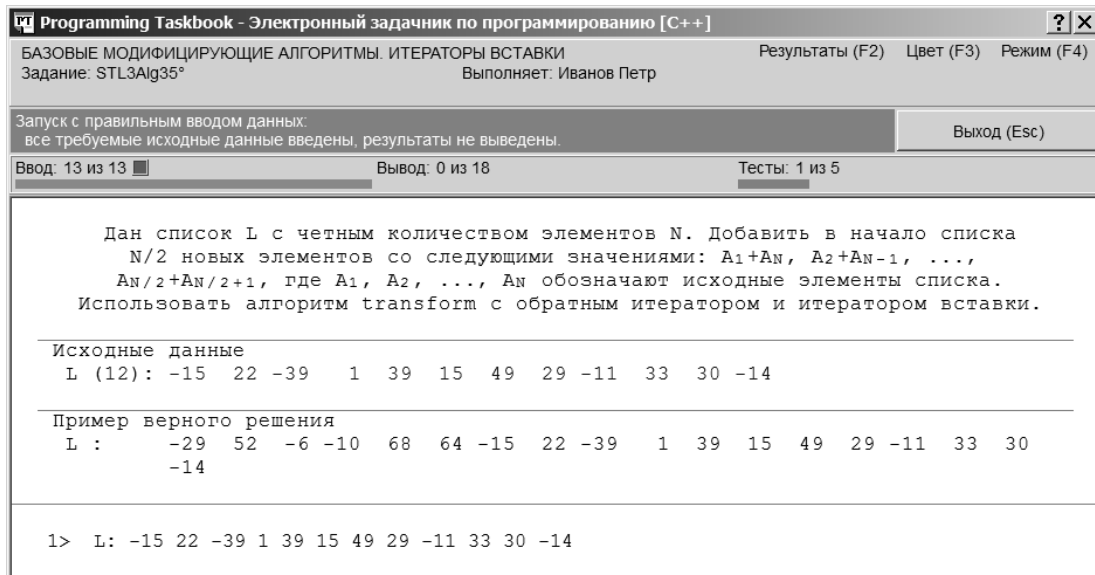 Programming Taskbook - Электронный задачник по программированию [C++]
БАЗОВЫЕ МОДИФИЦИРУЮЩИЕ АЛГОРИТМЫ. ИТЕРАТОРЫ ВСТАВКИ Результаты (F2) Цвет (F3) Режим (F4)
Задание: STL3Alg35° Выполняет: Иванов Петр
Запуск с правильным вводом данных:
все требуемые исходные данные введены, результаты не выведены.
Выход (Esc)
Ввод: 13 из 13 Вывод: 0 из 18 Тесты: 1 из 5
Дан список L с четным количеством элементов N. Добавить в начало списка
N/2 новых элементов со следующими значениями: A1+AN, A2+AN-1, ...,
AN/2+AN/2+1, где A1, A2, ..., AN обозначают исходные элементы списка.
Использовать алгоритм transform с обратным итератором и итератором вставки.
Исходные данные
L (12): -15 22 -39 1 39 15 49 29 -11 33 30 -14
Пример верного решения
L : -29 52 -6 -10 68 64 -15 22 -39 1 39 15 49 29 -11 33 30
-14
1> L: -15 22 -39 1 39 15 49 29 -11 33 30 -14